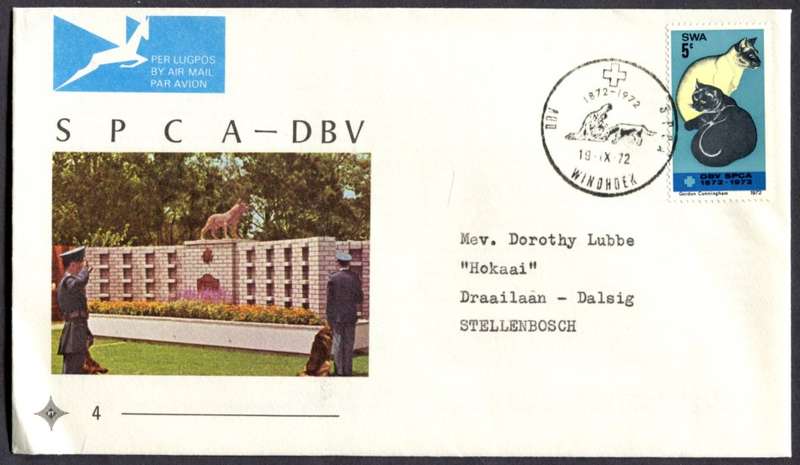 PER LUGPOS
BY AIR MAIL
PAR AVION
S P C A—DBV
SWA
5c
DBV SPCA
1872-1972
Gordon Cunningham 1972
DBV SPCA
1872-1972
19·IX·72
WINDHOEK
Mev. Dorothy Lubbe
"Hokaai"
Draailaan - Dalsig
STELLENBOSCH
4